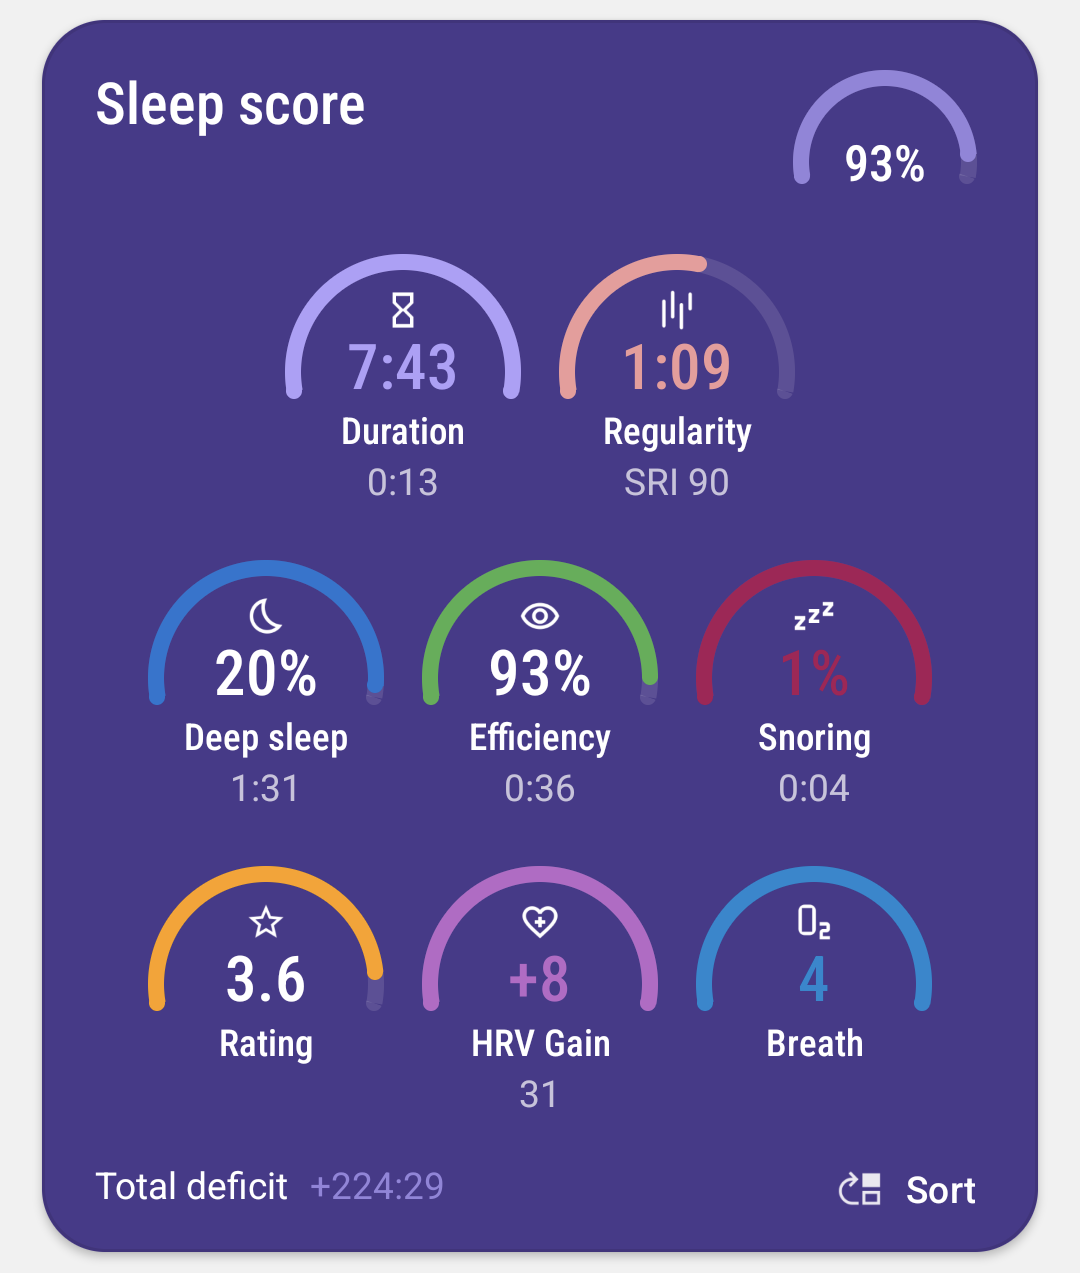 Sleep score
93%
7:43 1:09
Duration Regularity
0:13 SRI 90
zzz
20% 93% 1%
Deep sleep Efficiency Snoring
1:31 0:36 0:04
O2
3.6 +8 4
Rating HRV Gain Breath
31
Total deficit +224:29 Sort